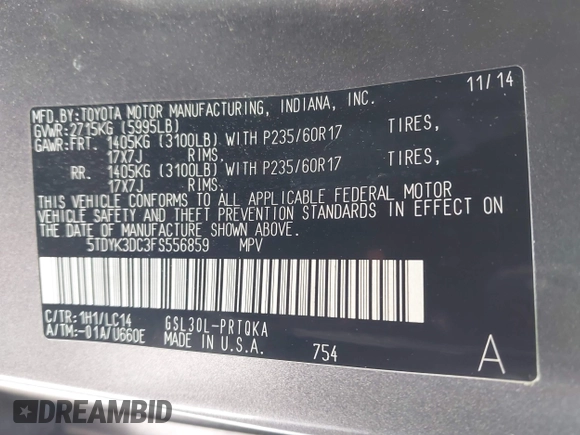 11/14
MFD.BY:TOYOTA MOTOR MANUFACTURING, INDIANA, INC.
GVWR:2715KG (5995LB)
GAWR:FRT. 1405KG (3100LB) WITH P235/60R17 TIRES,
17X7J RIMS.
RR. 1405KG (3100LB) WITH P235/60R17 TIRES,
17X7J RIMS.
THIS VEHICLE CONFORMS TO ALL APPLICABLE FEDERAL MOTOR
VEHICLE SAFETY AND THEFT PREVENTION STANDARDS IN EFFECT ON
THE DATE OF MANUFACTURE SHOWN ABOVE.
5TDYK3DC3FS556859 MPV
C/TR:1H1/LC14 GSL30L-PRTQKA
A/TM:-01A/U660E MADE IN U.S.A. 754 A
DREAMBID